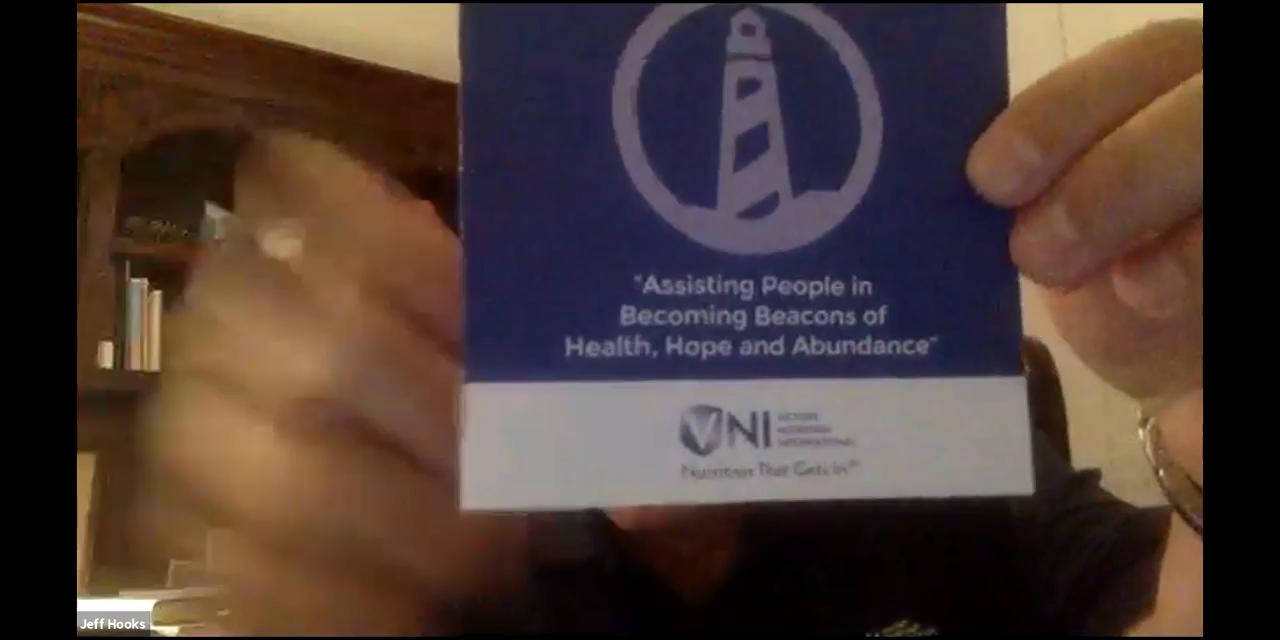 "Assisting People in
Becoming Beacons of
Health, Hope and Abundance"
VNI
Nutrition That Gets In
Jeff Hooks